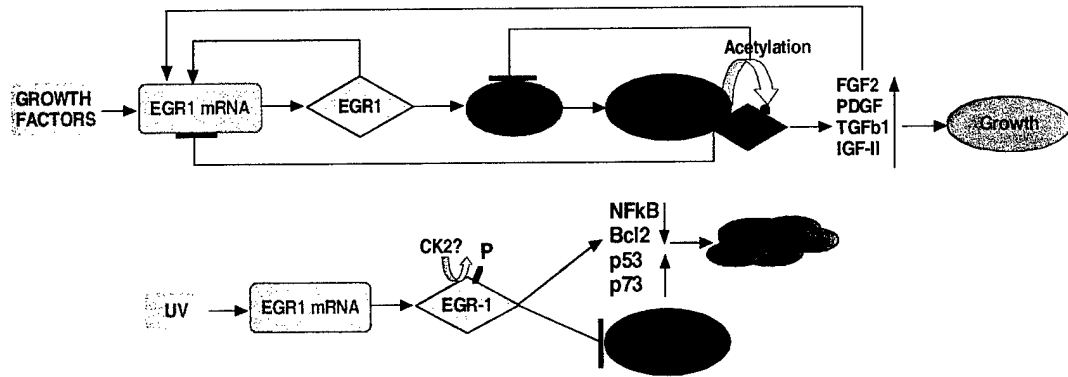 Acetylation
GROWTH
FACTORS
EGR1 mRNA
EGR1
FGF2
PDGF
TGFb1
IGF-II
Growth
NFkB
Bcl2
p53
p73
CK2?
P
UV
EGR1 mRNA
EGR-1